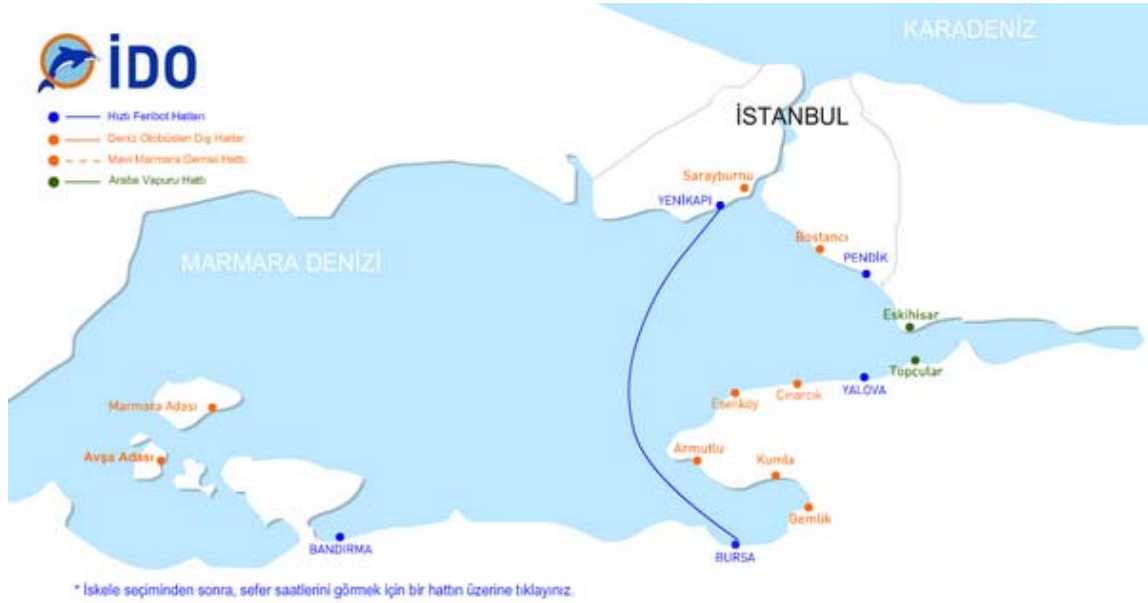 KARADENİZ
İDO
Hızlı Feribot Hatları
Deniz Otobüsleri Dış Hatlar
Mavi Marmara Gemisi Hattı
Araba Vapuru Hattı
İSTANBUL
Sarayburnu
YENİKAPI
Bostancı
PENDİK
MARMARA DENİZİ
Eskihisar
Topçular
YALOVA
Çınarcık
Esenköy
Marmara Adası
Avşa Adası
Armutlu
Kumla
Gemlik
BANDIRMA
BURSA
* İskele seçiminden sonra, sefer saatlerini görmek için bir hattın üzerine tıklayınız.